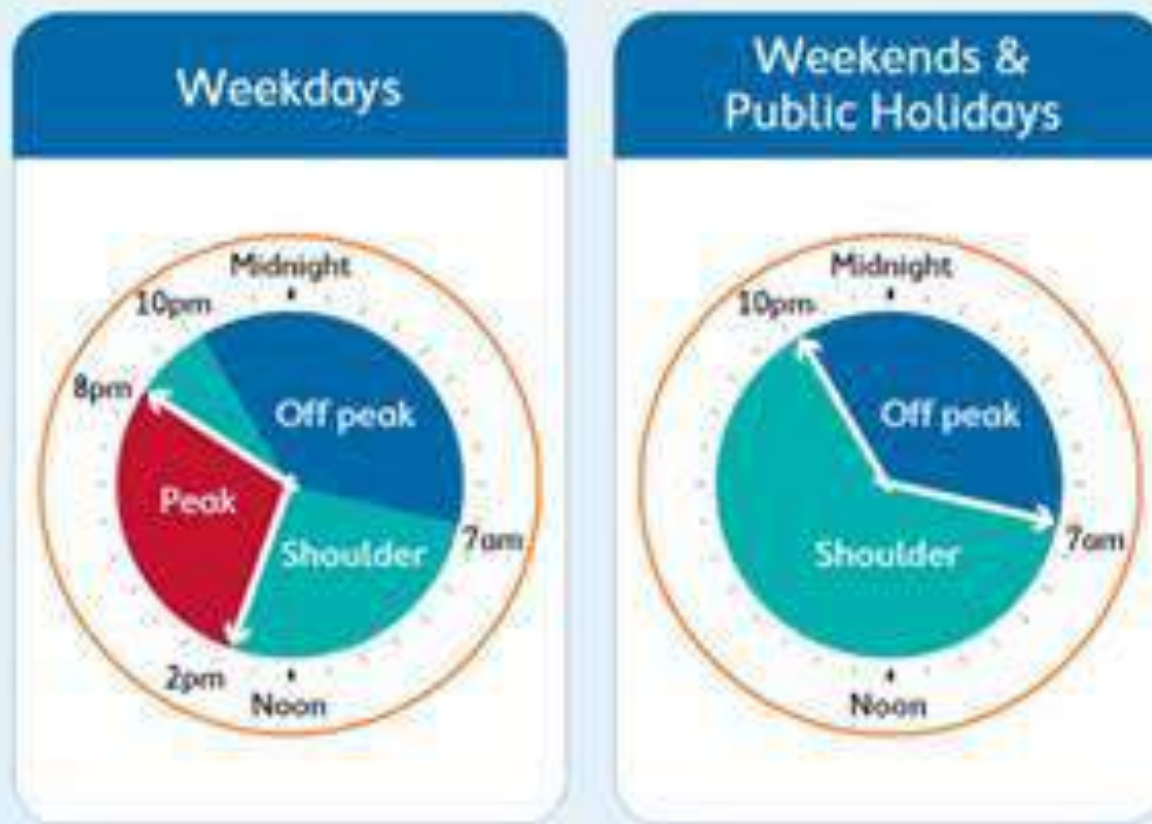 Weekdays
Midnight
10pm
8pm
Off peak
Peak
Shoulder
7am
2pm
Noon
Weekends &
Public Holidays
Midnight
10pm
Off peak
Shoulder
7am
Noon